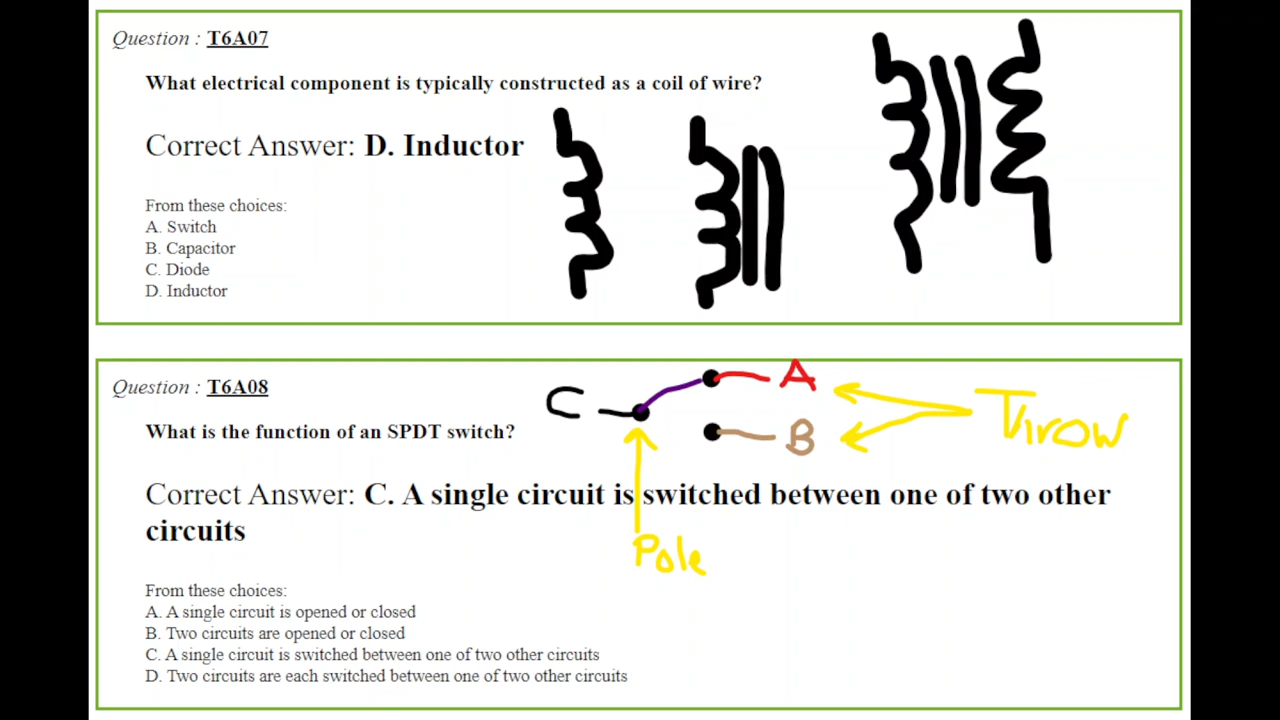 Question : T6A07
What electrical component is typically constructed as a coil of wire?
Correct Answer: D. Inductor
From these choices:
A. Switch
B. Capacitor
C. Diode
D. Inductor
Question : T6A08
C A
B
Throw
What is the function of an SPDT switch?
Correct Answer: C. A single circuit is switched between one of two other
circuits
Pole
From these choices:
A. A single circuit is opened or closed
B. Two circuits are opened or closed
C. A single circuit is switched between one of two other circuits
D. Two circuits are each switched between one of two other circuits